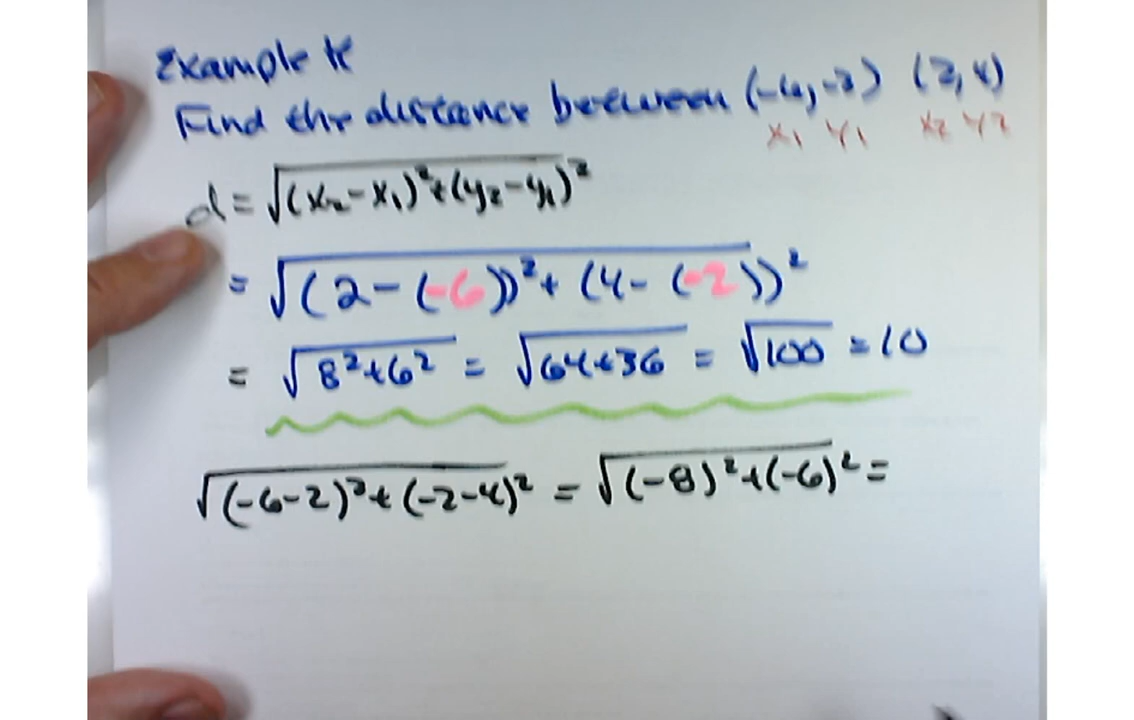 Example
Find the distance between (-6,-2) (2,4)
x₁ y₁ x₂ y₂
d = √((x₂-x₁)²+(y₂-y₁)²
= √(2-(-6))²+(4-(-2))²
= √8²+6² = √64+36 = √100 = 10
√(-6-2)²+(-2-4)² = √(-8)²+(-6)² =